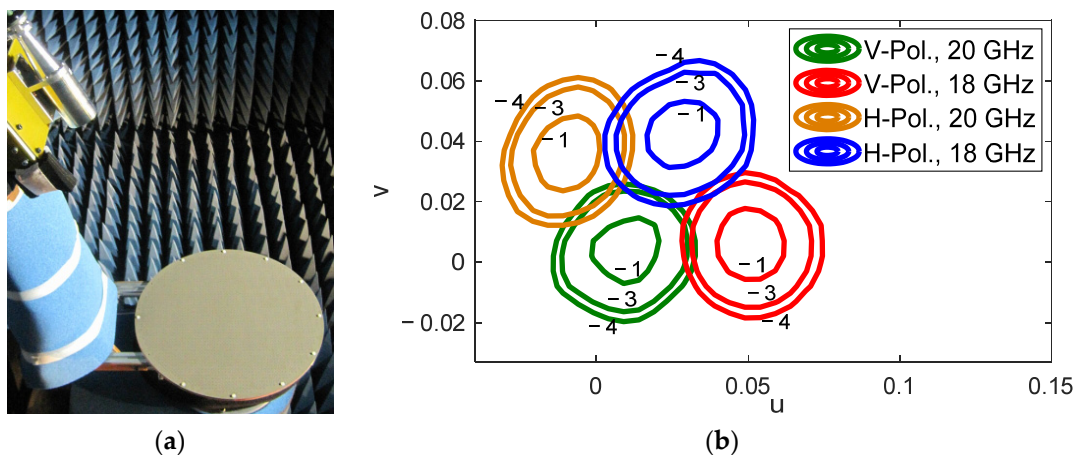 (b)
0.08
0.06
0.04
0.02
0
−0.02
v
0
0.05
0.1
0.15
u
V-Pol., 20 GHz
V-Pol., 18 GHz
H-Pol., 20 GHz
H-Pol., 18 GHz
−4
−3
−1
−4
−3
−1
−1
−3
−4
−1
−3
−4
(a)